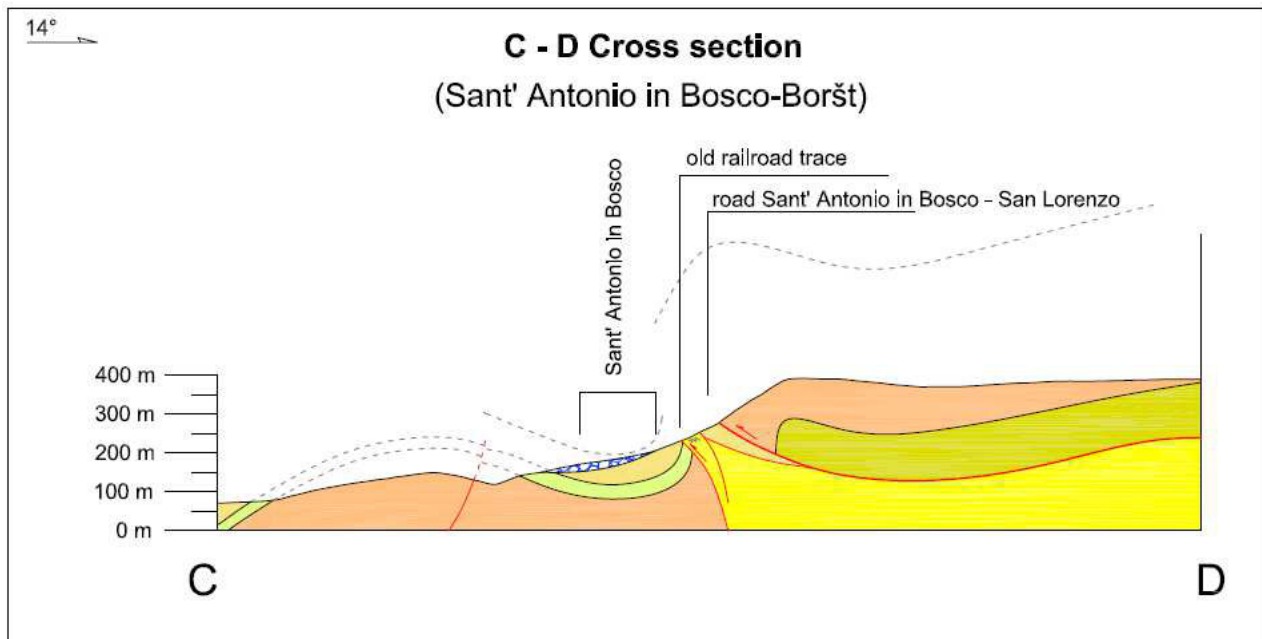 14°
C - D Cross section
(Sant' Antonio in Bosco-Boršt)
old railroad trace
road Sant' Antonio in Bosco - San Lorenzo
Sant' Antonio in Bosco
400 m
300 m
200 m
100 m
0 m
C
D